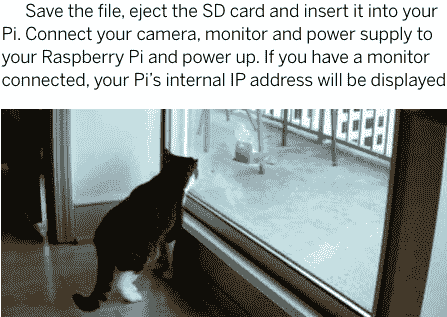 Save the file, eject the SD card and insert it into your
Pi. Connect your camera, monitor and power supply to
your Raspberry Pi and power up. If you have a monitor
connected, your Pi's internal IP address will be displayed